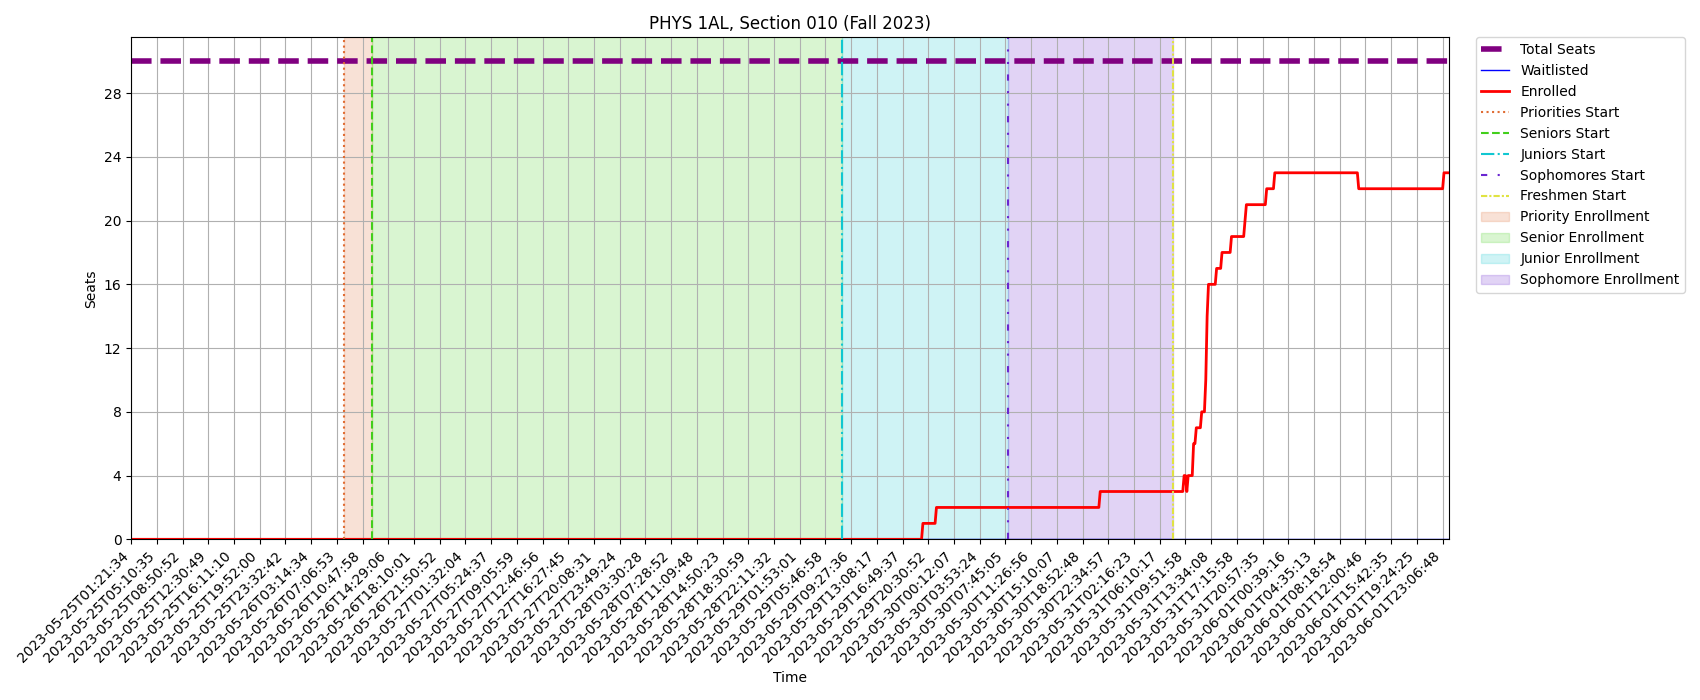 PHYS 1AL, Section 010 (Fall 2023)
Total Seats
Waitlisted
Enrolled
Priorities Start
Seniors Start
Juniors Start
Sophomores Start
Freshmen Start
Priority Enrollment
Senior Enrollment
Junior Enrollment
Sophomore Enrollment
Seats
28
24
20
16
12
8
4
0
2023-05-25T01:21:34
2023-05-25T05:10:35
2023-05-25T08:50:52
2023-05-25T12:30:49
2023-05-25T16:11:10
2023-05-25T19:52:00
2023-05-25T23:32:42
2023-05-26T03:14:34
2023-05-26T07:06:53
2023-05-26T10:47:58
2023-05-26T14:29:06
2023-05-26T18:10:01
2023-05-26T21:50:52
2023-05-27T01:32:04
2023-05-27T05:24:37
2023-05-27T09:05:59
2023-05-27T12:46:56
2023-05-27T16:27:45
2023-05-27T20:08:31
2023-05-27T23:49:24
2023-05-28T03:30:28
2023-05-28T07:28:52
2023-05-28T11:09:48
2023-05-28T14:50:23
2023-05-28T18:30:59
2023-05-28T22:11:32
2023-05-29T01:53:01
2023-05-29T05:46:58
2023-05-29T09:27:36
2023-05-29T13:08:17
2023-05-29T16:49:37
2023-05-29T20:30:52
2023-05-30T00:12:07
2023-05-30T03:53:24
2023-05-30T07:45:05
2023-05-30T11:26:56
2023-05-30T15:10:07
2023-05-30T18:52:48
2023-05-30T22:34:57
2023-05-31T02:16:23
2023-05-31T06:10:17
2023-05-31T09:51:58
2023-05-31T13:34:08
2023-05-31T17:15:58
2023-05-31T20:57:35
2023-06-01T00:39:16
2023-06-01T04:35:13
2023-06-01T08:18:54
2023-06-01T12:00:46
2023-06-01T15:42:35
2023-06-01T19:24:25
2023-06-01T23:06:48
Time